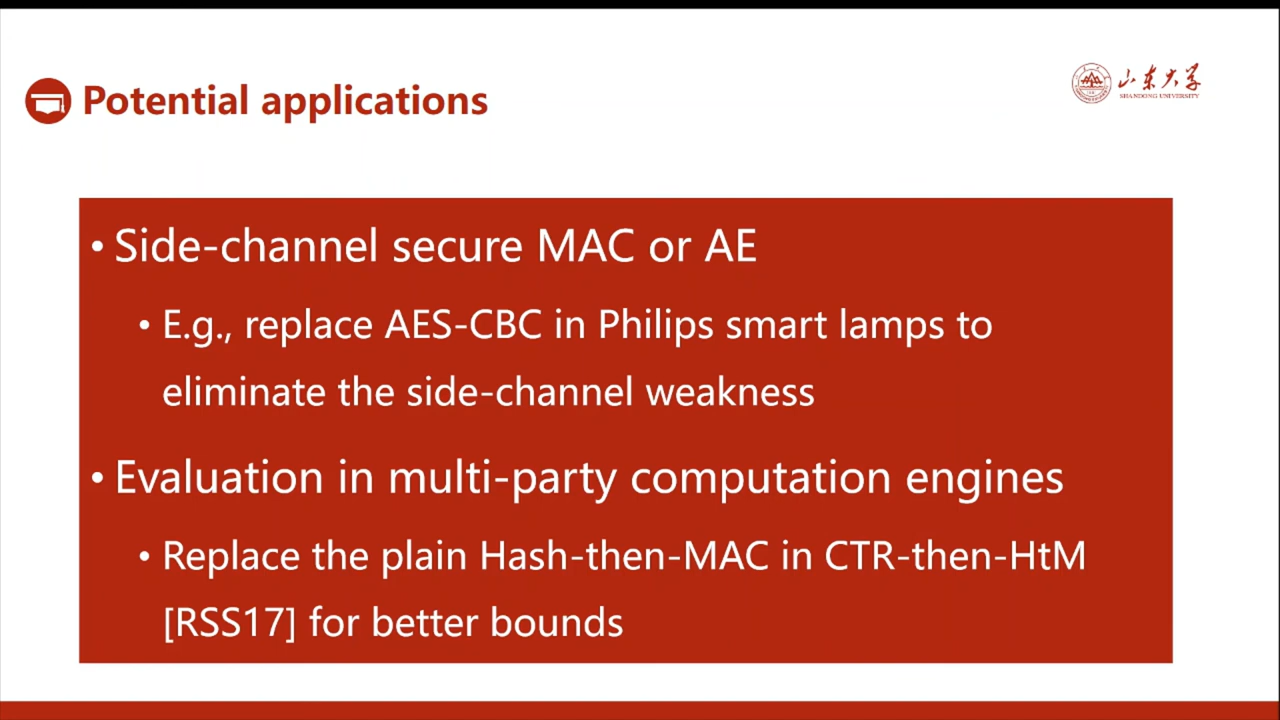 Potential applications
山东大学
SHANDONG UNIVERSITY
• Side-channel secure MAC or AE
• E.g., replace AES-CBC in Philips smart lamps to
eliminate the side-channel weakness
• Evaluation in multi-party computation engines
• Replace the plain Hash-then-MAC in CTR-then-HtM
[RSS17] for better bounds